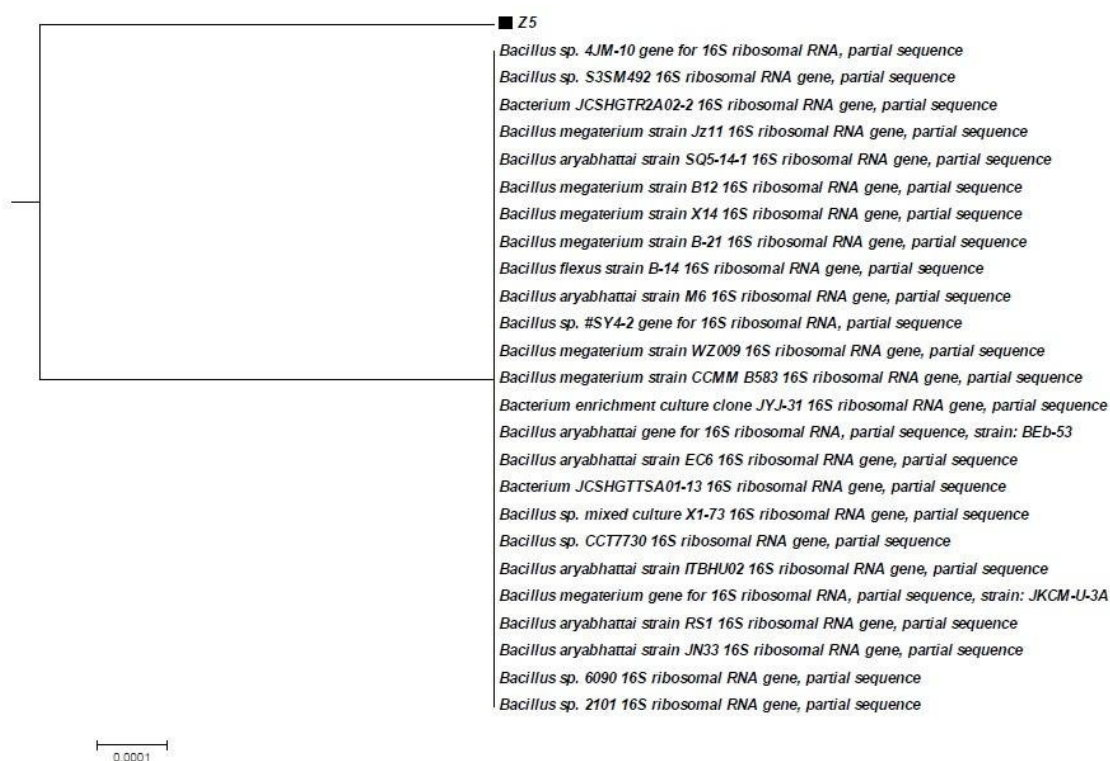 Z5
Bacillus sp. 4JM-10 gene for 16S ribosomal RNA, partial sequence
Bacillus sp. S3SM492 16S ribosomal RNA gene, partial sequence
Bacterium JCSHGTR2A02-2 16S ribosomal RNA gene, partial sequence
Bacillus megaterium strain Jz11 16S ribosomal RNA gene, partial sequence
Bacillus aryabhattai strain SQ5-14-1 16S ribosomal RNA gene, partial sequence
Bacillus megaterium strain B12 16S ribosomal RNA gene, partial sequence
Bacillus megaterium strain X14 16S ribosomal RNA gene, partial sequence
Bacillus megaterium strain B-21 16S ribosomal RNA gene, partial sequence
Bacillus flexus strain B-14 16S ribosomal RNA gene, partial sequence
Bacillus aryabhattai strain M6 16S ribosomal RNA gene, partial sequence
Bacillus sp. #SY4-2 gene for 16S ribosomal RNA, partial sequence
Bacillus megaterium strain WZ009 16S ribosomal RNA gene, partial sequence
Bacillus megaterium strain CCMM B583 16S ribosomal RNA gene, partial sequence
Bacterium enrichment culture clone JYJ-31 16S ribosomal RNA gene, partial sequence
Bacillus aryabhattai gene for 16S ribosomal RNA, partial sequence, strain: BEb-53
Bacillus aryabhattai strain EC6 16S ribosomal RNA gene, partial sequence
Bacterium JCSHGTTSA01-13 16S ribosomal RNA gene, partial sequence
Bacillus sp. mixed culture X1-73 16S ribosomal RNA gene, partial sequence
Bacillus sp. CCT7730 16S ribosomal RNA gene, partial sequence
Bacillus aryabhattai strain ITBHU02 16S ribosomal RNA gene, partial sequence
Bacillus megaterium gene for 16S ribosomal RNA, partial sequence, strain: JKCM-U-3A
Bacillus aryabhattai strain RS1 16S ribosomal RNA gene, partial sequence
Bacillus aryabhattai strain JN33 16S ribosomal RNA gene, partial sequence
Bacillus sp. 6090 16S ribosomal RNA gene, partial sequence
Bacillus sp. 2101 16S ribosomal RNA gene, partial sequence
0.0001